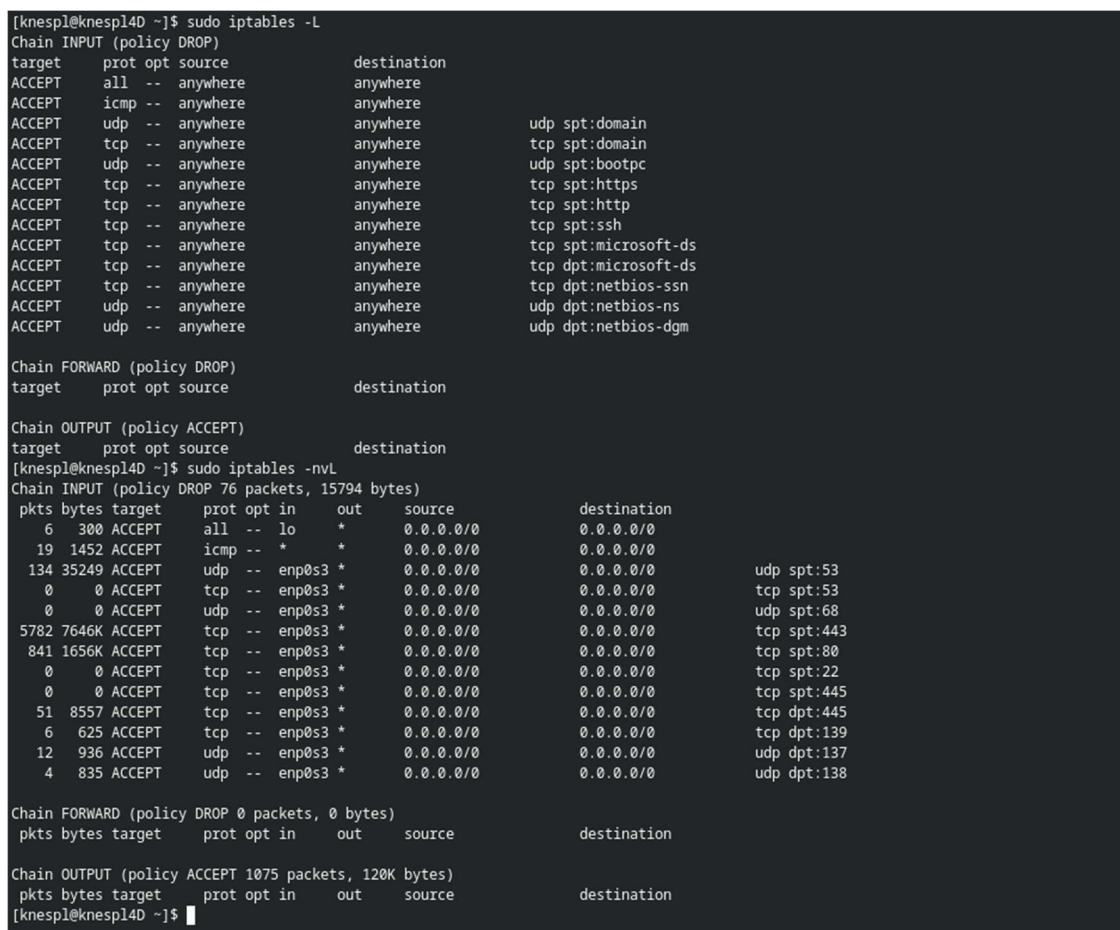 [knespl@knespl4D ~]$ sudo iptables -L
Chain INPUT (policy DROP)
target     prot opt source               destination
ACCEPT     all  --  anywhere             anywhere
ACCEPT     icmp --  anywhere             anywhere
ACCEPT     udp  --  anywhere             anywhere             udp spt:domain
ACCEPT     tcp  --  anywhere             anywhere             tcp spt:domain
ACCEPT     udp  --  anywhere             anywhere             udp spt:bootpc
ACCEPT     tcp  --  anywhere             anywhere             tcp spt:https
ACCEPT     tcp  --  anywhere             anywhere             tcp spt:http
ACCEPT     tcp  --  anywhere             anywhere             tcp spt:ssh
ACCEPT     tcp  --  anywhere             anywhere             tcp spt:microsoft-ds
ACCEPT     tcp  --  anywhere             anywhere             tcp dpt:microsoft-ds
ACCEPT     tcp  --  anywhere             anywhere             tcp dpt:netbios-ssn
ACCEPT     udp  --  anywhere             anywhere             udp dpt:netbios-ns
ACCEPT     udp  --  anywhere             anywhere             udp dpt:netbios-dgm

Chain FORWARD (policy DROP)
target     prot opt source               destination

Chain OUTPUT (policy ACCEPT)
target     prot opt source               destination
[knespl@knespl4D ~]$ sudo iptables -nvL
Chain INPUT (policy DROP 76 packets, 15794 bytes)
 pkts bytes target     prot opt in     out     source               destination
    6   300 ACCEPT     all  --  lo     *       0.0.0.0/0            0.0.0.0/0
   19  1452 ACCEPT     icmp --  *      *       0.0.0.0/0            0.0.0.0/0
  134 35249 ACCEPT     udp  --  enp0s3 *       0.0.0.0/0            0.0.0.0/0            udp spt:53
    0     0 ACCEPT     tcp  --  enp0s3 *       0.0.0.0/0            0.0.0.0/0            tcp spt:53
    0     0 ACCEPT     udp  --  enp0s3 *       0.0.0.0/0            0.0.0.0/0            udp spt:68
 5782 7646K ACCEPT     tcp  --  enp0s3 *       0.0.0.0/0            0.0.0.0/0            tcp spt:443
  841 1656K ACCEPT     tcp  --  enp0s3 *       0.0.0.0/0            0.0.0.0/0            tcp spt:80
    0     0 ACCEPT     tcp  --  enp0s3 *       0.0.0.0/0            0.0.0.0/0            tcp spt:22
    0     0 ACCEPT     tcp  --  enp0s3 *       0.0.0.0/0            0.0.0.0/0            tcp spt:445
   51  8557 ACCEPT     tcp  --  enp0s3 *       0.0.0.0/0            0.0.0.0/0            tcp dpt:445
    6   625 ACCEPT     tcp  --  enp0s3 *       0.0.0.0/0            0.0.0.0/0            tcp dpt:139
   12   936 ACCEPT     udp  --  enp0s3 *       0.0.0.0/0            0.0.0.0/0            udp dpt:137
    4   835 ACCEPT     udp  --  enp0s3 *       0.0.0.0/0            0.0.0.0/0            udp dpt:138

Chain FORWARD (policy DROP 0 packets, 0 bytes)
 pkts bytes target     prot opt in     out     source               destination

Chain OUTPUT (policy ACCEPT 1075 packets, 120K bytes)
 pkts bytes target     prot opt in     out     source               destination
[knespl@knespl4D ~]$